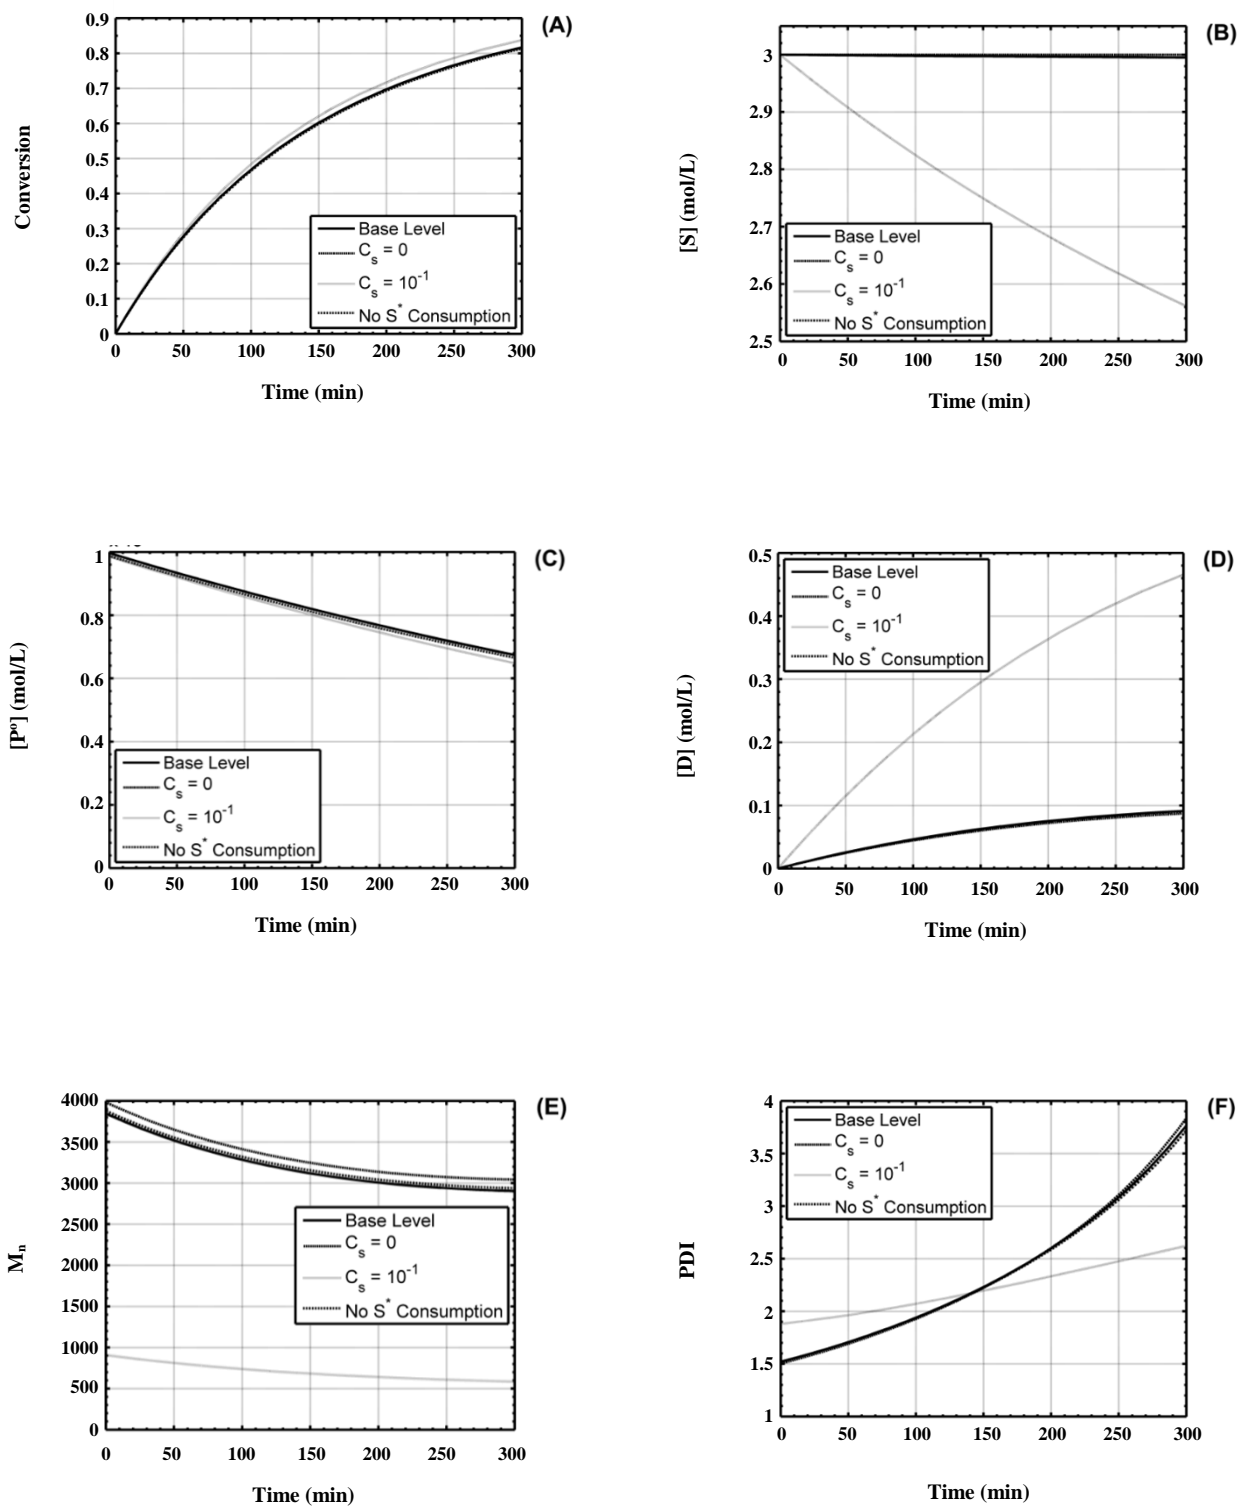 (A)
Conversion
0.9
0.8
0.7
0.6
0.5
0.4
0.3
0.2
0.1
0
Base Level
C_s = 0
C_s = 10^-1
No S* Consumption
0 50 100 150 200 250 300
Time (min)
(B)
[S] (mol/L)
3
2.9
2.8
2.7
2.6
2.5
Base Level
C_s = 0
C_s = 10^-1
No S* Consumption
0 50 100 150 200 250 300
Time (min)
(C)
[Pº] (mol/L)
1
0.8
0.6
0.4
0.2
0
Base Level
C_s = 0
C_s = 10^-1
No S* Consumption
0 50 100 150 200 250 300
Time (min)
(D)
[D] (mol/L)
0.5
0.4
0.3
0.2
0.1
0
Base Level
C_s = 0
C_s = 10^-1
No S* Consumption
0 50 100 150 200 250 300
Time (min)
(E)
M_n
4000
3500
3000
2500
2000
1500
1000
500
0
Base Level
C_s = 0
C_s = 10^-1
No S* Consumption
0 50 100 150 200 250 300
Time (min)
(F)
PDI
4
3.5
3
2.5
2
1.5
1
Base Level
C_s = 0
C_s = 10^-1
No S* Consumption
0 50 100 150 200 250 300
Time (min)